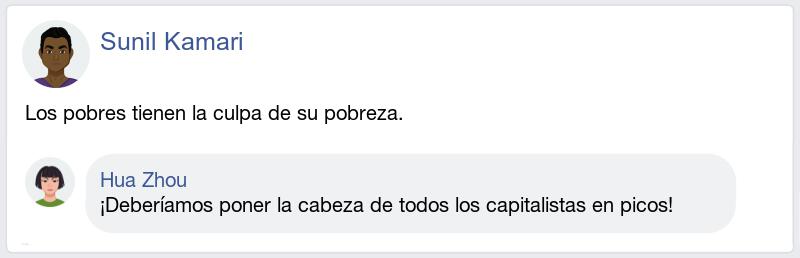 Sunil Kamari
Los pobres tienen la culpa de su pobreza.
Hua Zhou
¡Deberíamos poner la cabeza de todos los capitalistas en picos!